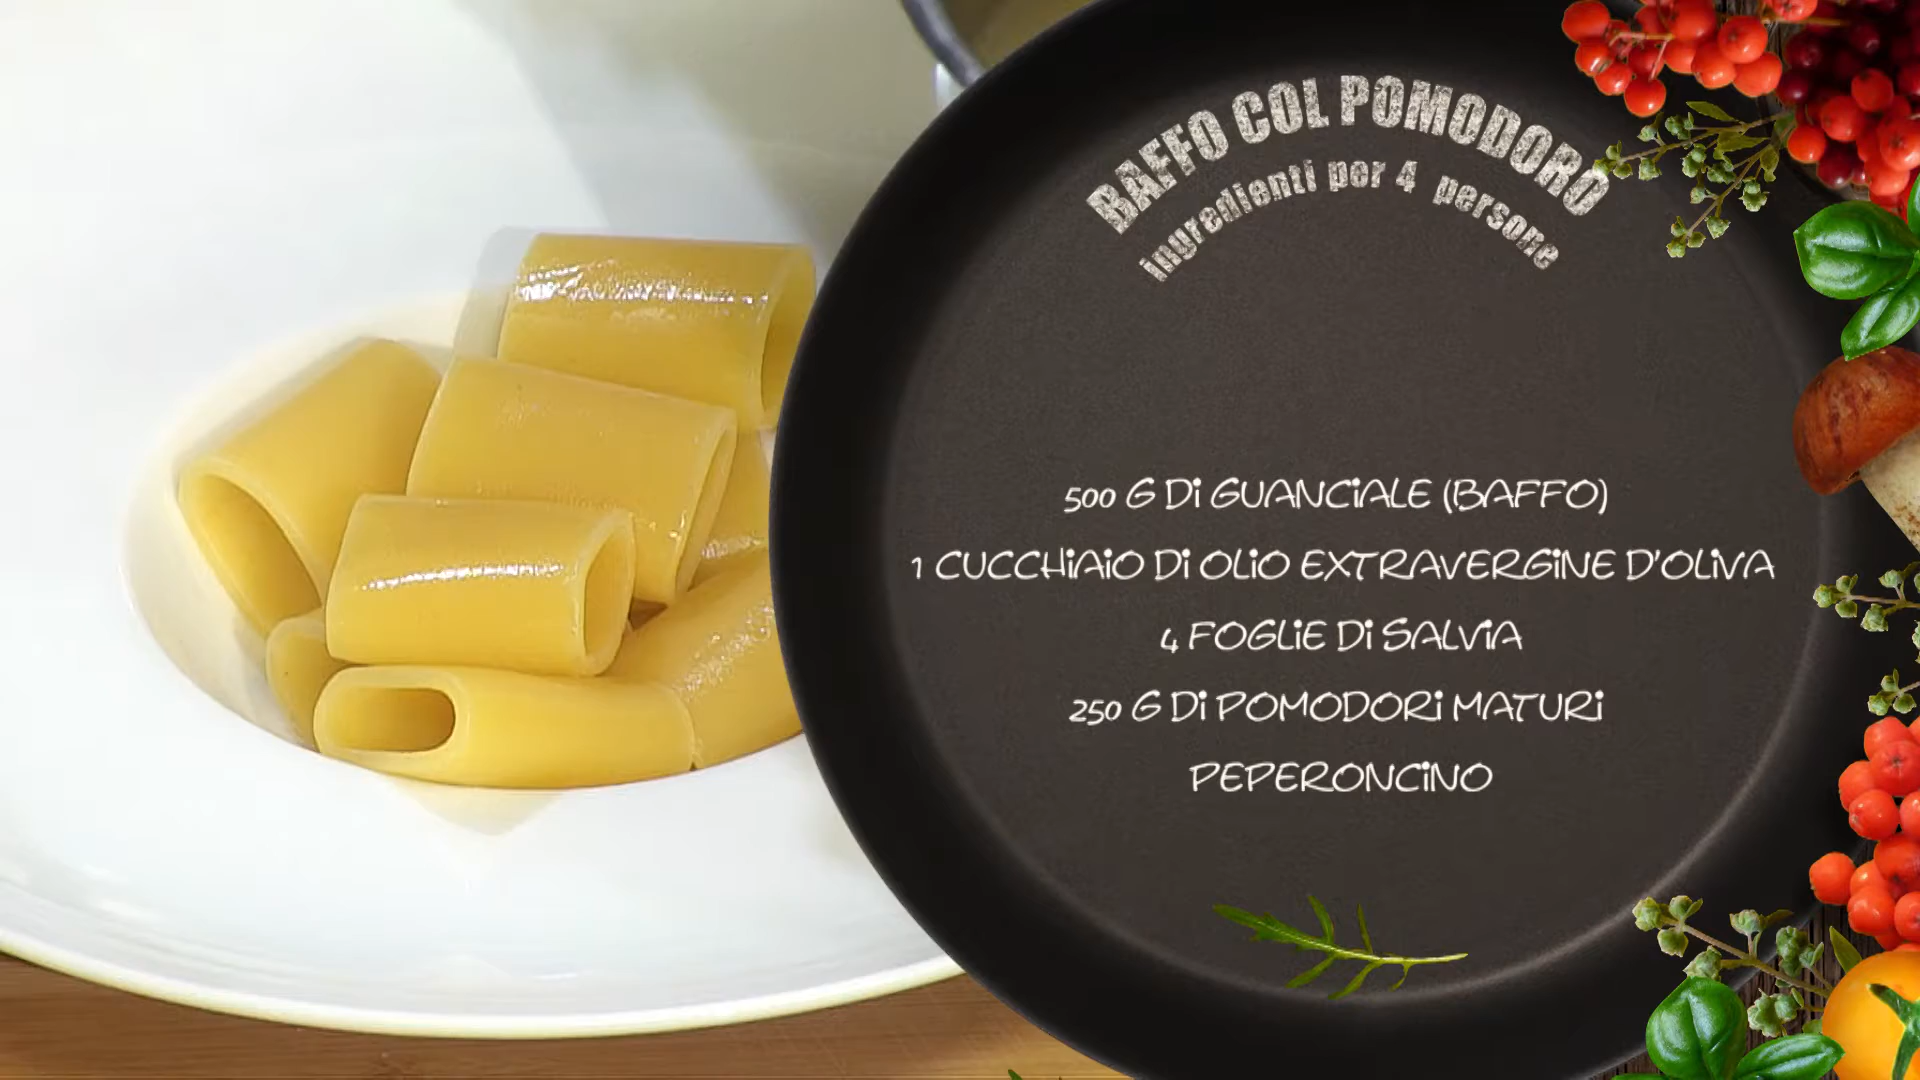 BAFFO COL POMODORO
ingredienti per 4 persone
500 G Di GUANCiALE (BAFFO)
1 CUCCHiAiO Di OLiO EXTRAVERGiNE D'OLiVA
4 FOGLiE Di SALViA
250 G Di POMODORi MATURi
PEPERONCiNO